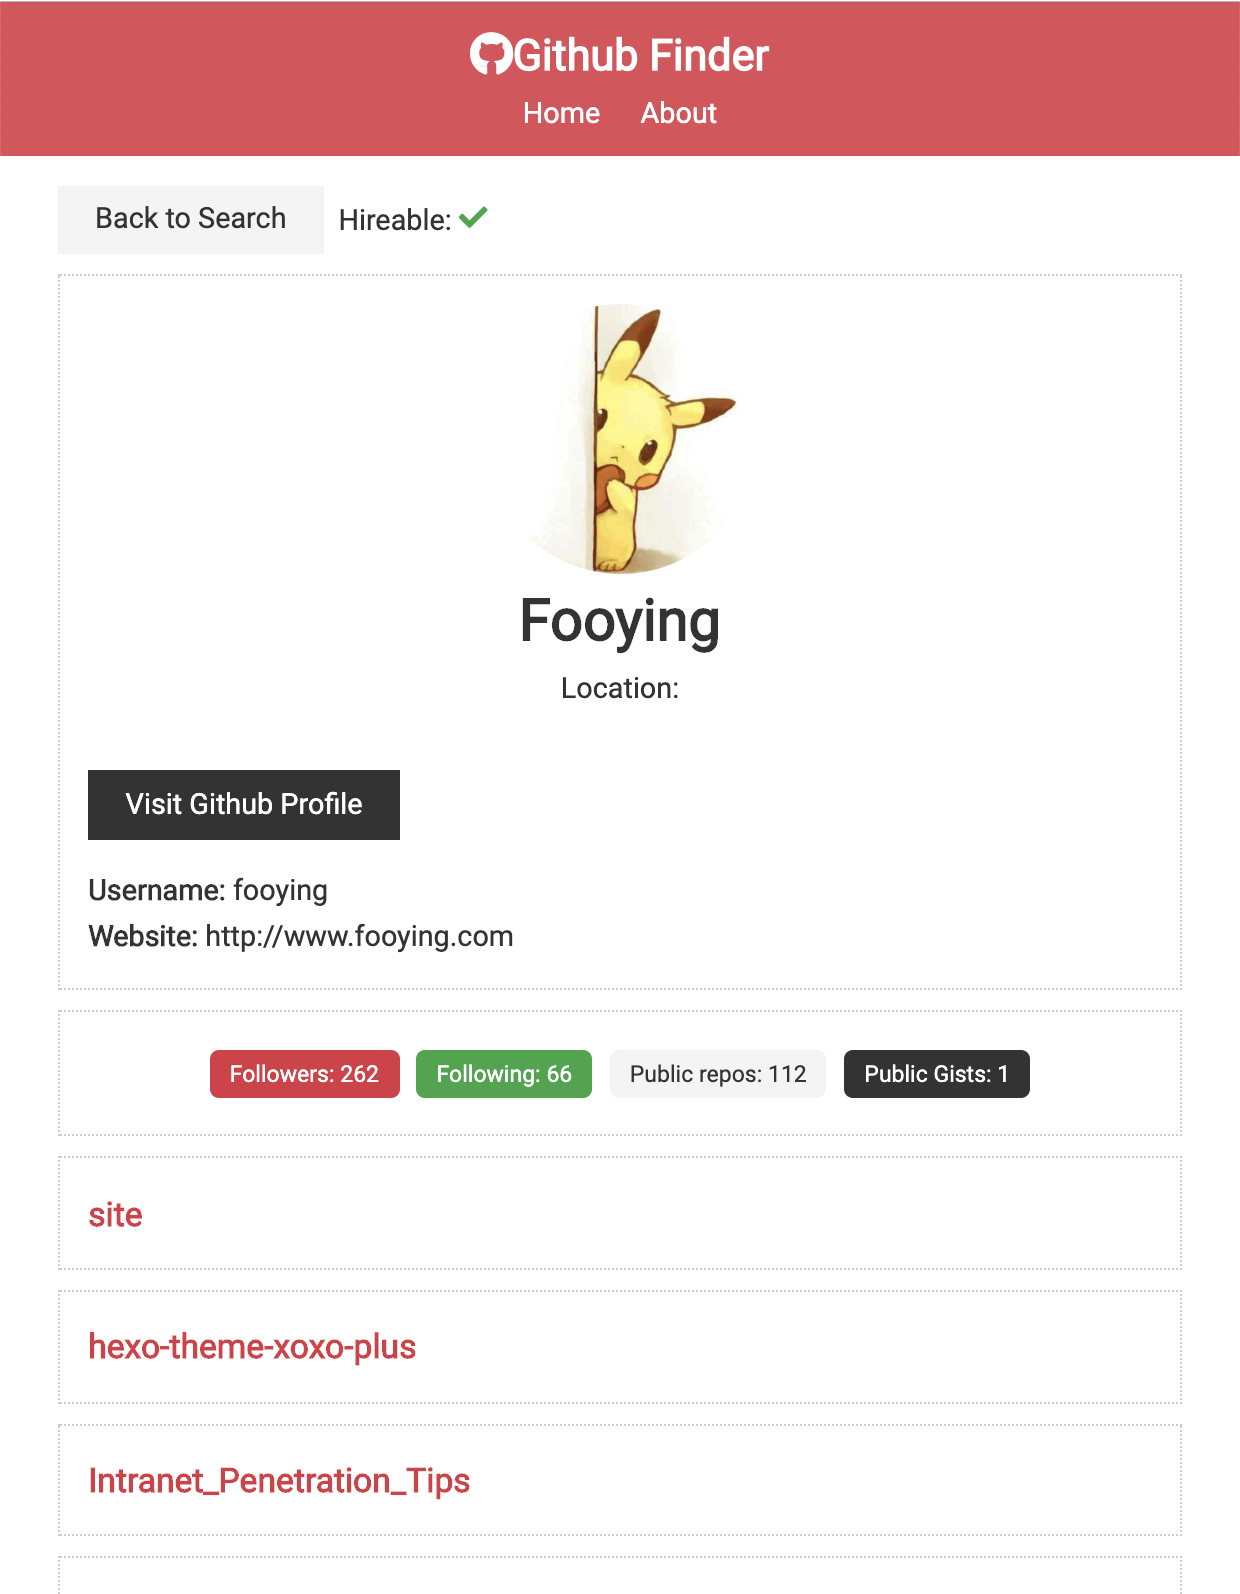 Github Finder
Home About
Back to Search Hireable:
Fooying
Location:
Visit Github Profile
Username: fooying
Website: http://www.fooying.com
Followers: 262 Following: 66 Public repos: 112 Public Gists: 1
site
hexo-theme-xoxo-plus
Intranet_Penetration_Tips